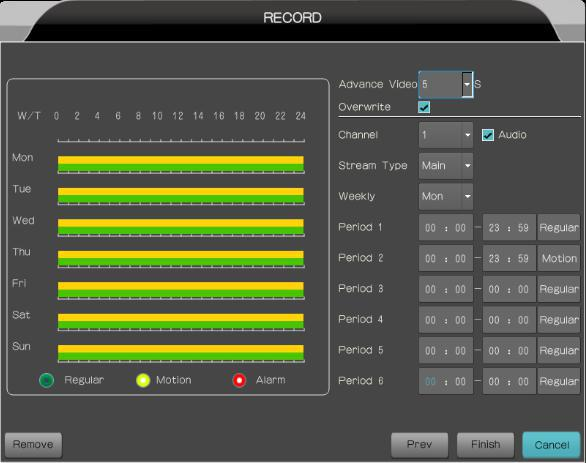 RECORD
Advance Video 5 S
Overwrite
W/T 0 2 4 6 8 10 12 14 16 18 20 22 24
Channel 1 Audio
Mon
Stream Type Main
Tue
Weekly Mon
Wed
Period 1 00 : 00 - 23 : 59 Regular
Thu
Period 2 00 : 00 - 23 : 59 Motion
Fri
Period 3 00 : 00 - 00 : 00 Regular
Sat
Period 4 00 : 00 - 00 : 00 Regular
Sun
Period 5 00 : 00 - 00 : 00 Regular
Regular Motion Alarm
Period 6 00 : 00 - 00 : 00 Regular
Remove Prev Finish Cancel